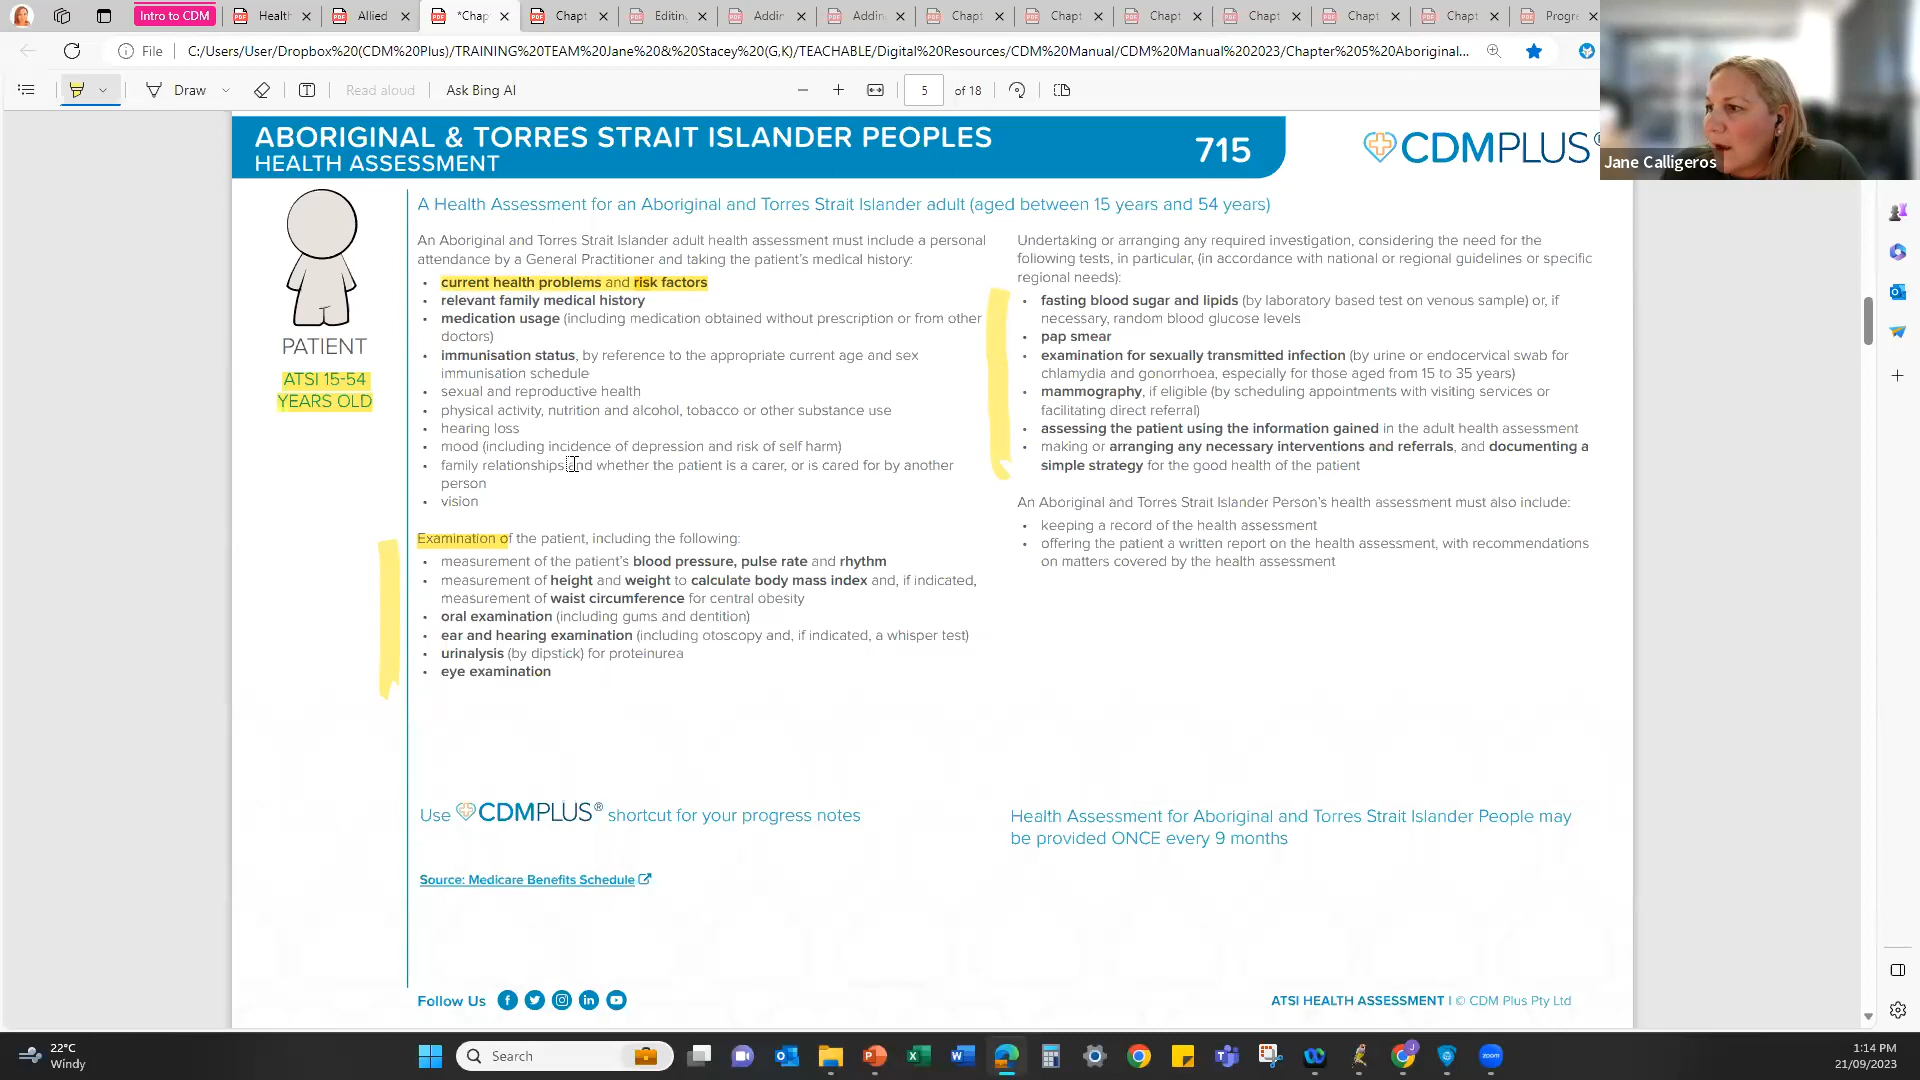 Intro to CDM
Health
Allied
*Chap
Chapt
Editing
Addin
Addin
Chapt
Chapt
Chapt
Chapt
Chapt
Chapt
Progre
File
C:/Users/User/Dropbox%20(CDM%20Plus)/TRAINING%20TEAM%20Jane%20&%20Stacey%20(G,K)/TEACHABLE/Digital%20Resources/CDM%20Manual/CDM%20Manual%202023/Chapter%205%20Aboriginal...
Draw
Read aloud
Ask Bing AI
5
of 18
Jane Calligeros
ABORIGINAL & TORRES STRAIT ISLANDER PEOPLES
HEALTH ASSESSMENT
715
CDMPLUS
PATIENT
ATSI 15-54
YEARS OLD
A Health Assessment for an Aboriginal and Torres Strait Islander adult (aged between 15 years and 54 years)
An Aboriginal and Torres Strait Islander adult health assessment must include a personal
attendance by a General Practitioner and taking the patient's medical history:
• current health problems and risk factors
• relevant family medical history
• medication usage (including medication obtained without prescription or from other
doctors)
• immunisation status, by reference to the appropriate current age and sex
immunisation schedule
• sexual and reproductive health
• physical activity, nutrition and alcohol, tobacco or other substance use
• hearing loss
• mood (including incidence of depression and risk of self harm)
• family relationships and whether the patient is a carer, or is cared for by another
person
• vision
Examination of the patient, including the following:
• measurement of the patient's blood pressure, pulse rate and rhythm
• measurement of height and weight to calculate body mass index and, if indicated,
measurement of waist circumference for central obesity
• oral examination (including gums and dentition)
• ear and hearing examination (including otoscopy and, if indicated, a whisper test)
• urinalysis (by dipstick) for proteinurea
• eye examination
Undertaking or arranging any required investigation, considering the need for the
following tests, in particular, (in accordance with national or regional guidelines or specific
regional needs):
• fasting blood sugar and lipids (by laboratory based test on venous sample) or, if
necessary, random blood glucose levels
• pap smear
• examination for sexually transmitted infection (by urine or endocervical swab for
chlamydia and gonorrhoea, especially for those aged from 15 to 35 years)
• mammography, if eligible (by scheduling appointments with visiting services or
facilitating direct referral)
• assessing the patient using the information gained in the adult health assessment
• making or arranging any necessary interventions and referrals, and documenting a
simple strategy for the good health of the patient
An Aboriginal and Torres Strait Islander Person's health assessment must also include:
• keeping a record of the health assessment
• offering the patient a written report on the health assessment, with recommendations
on matters covered by the health assessment
Use CDMPLUS® shortcut for your progress notes
Health Assessment for Aboriginal and Torres Strait Islander People may
be provided ONCE every 9 months
Source: Medicare Benefits Schedule
Follow Us
ATSI HEALTH ASSESSMENT | © CDM Plus Pty Ltd
22°C
Windy
Search
zoom
1:14 PM
21/09/2023